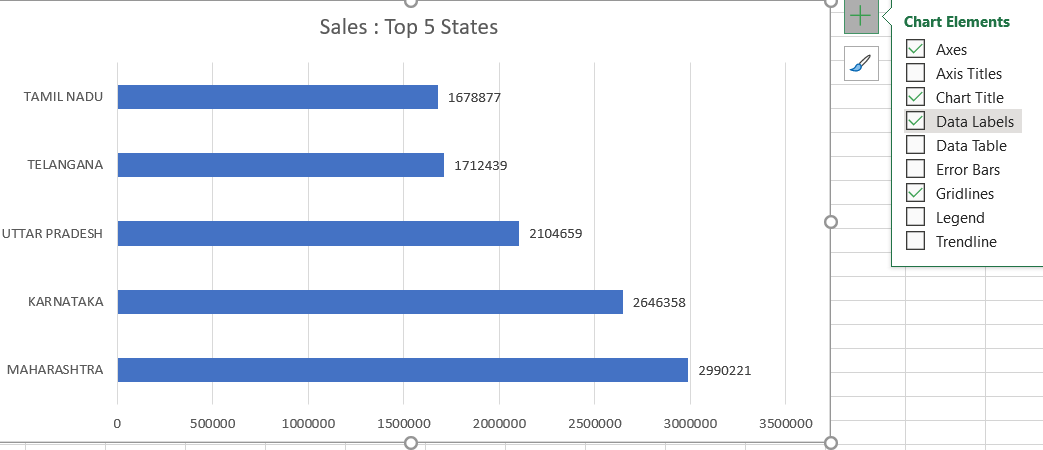 Sales : Top 5 States
TAMIL NADU 1678877
TELANGANA 1712439
UTTAR PRADESH 2104659
KARNATAKA 2646358
MAHARASHTRA 2990221
0 500000 1000000 1500000 2000000 2500000 3000000 3500000
Chart Elements
Axes
Axis Titles
Chart Title
Data Labels
Data Table
Error Bars
Gridlines
Legend
Trendline